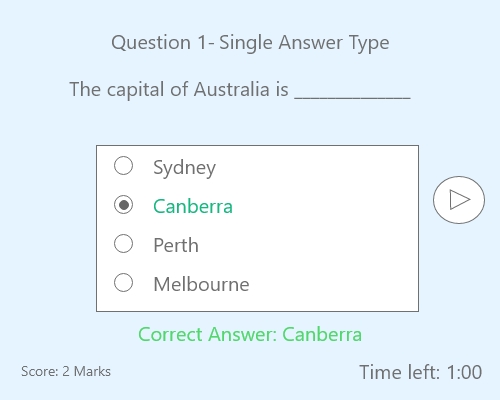 Question 1- Single Answer Type
The capital of Australia is ______________
Sydney
Canberra
Perth
Melbourne
Correct Answer: Canberra
Score: 2 Marks
Time left: 1:00